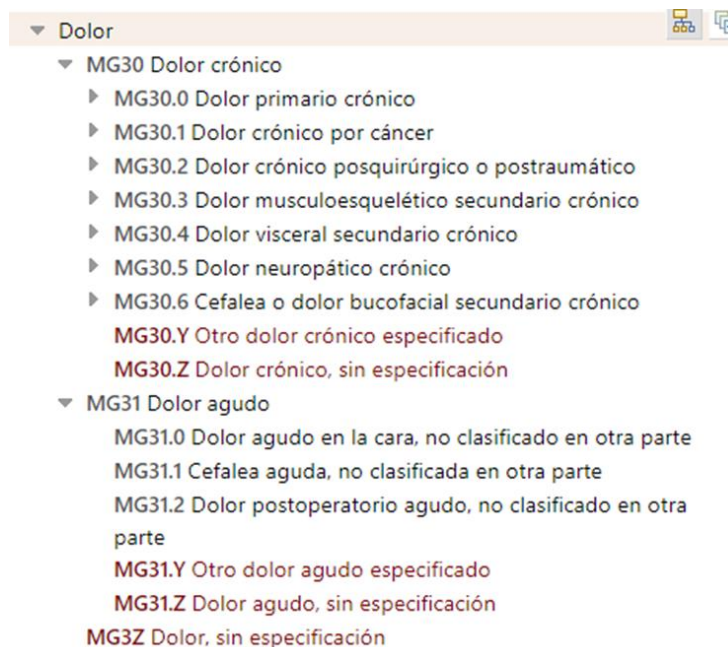 Dolor
MG30 Dolor crónico
MG30.0 Dolor primario crónico
MG30.1 Dolor crónico por cáncer
MG30.2 Dolor crónico posquirúrgico o postraumático
MG30.3 Dolor musculoesquelético secundario crónico
MG30.4 Dolor visceral secundario crónico
MG30.5 Dolor neuropático crónico
MG30.6 Cefalea o dolor bucofacial secundario crónico
MG30.Y Otro dolor crónico especificado
MG30.Z Dolor crónico, sin especificación
MG31 Dolor agudo
MG31.0 Dolor agudo en la cara, no clasificado en otra parte
MG31.1 Cefalea aguda, no clasificada en otra parte
MG31.2 Dolor postoperatorio agudo, no clasificado en otra
parte
MG31.Y Otro dolor agudo especificado
MG31.Z Dolor agudo, sin especificación
MG3Z Dolor, sin especificación